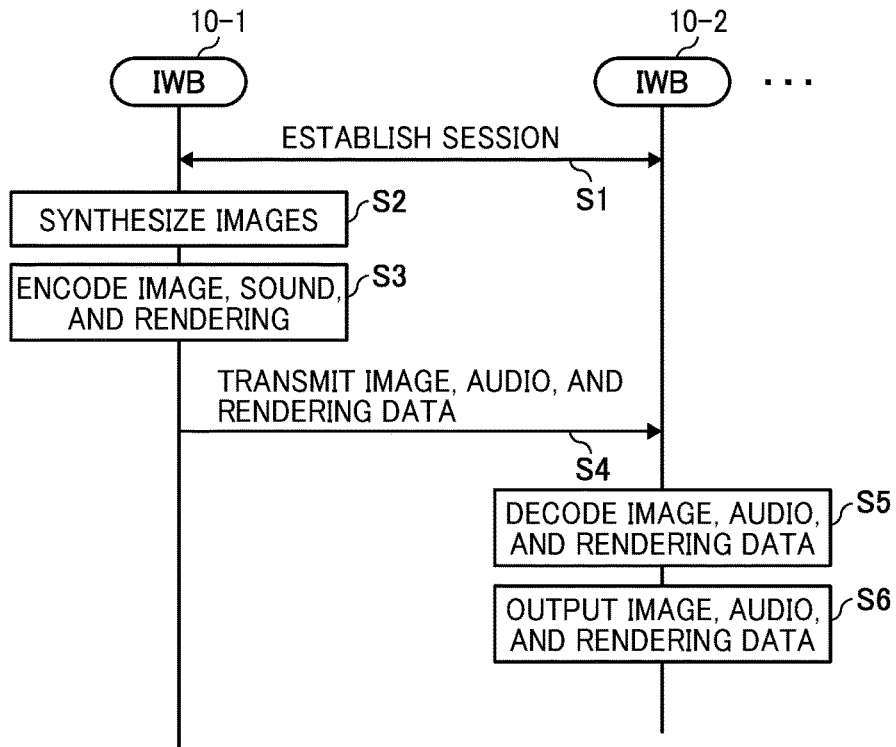 10-1
10-2
IWB
IWB
...
ESTABLISH SESSION
S1
SYNTHESIZE IMAGES
S2
ENCODE IMAGE, SOUND,
AND RENDERING
S3
TRANSMIT IMAGE, AUDIO, AND
RENDERING DATA
S4
DECODE IMAGE, AUDIO,
AND RENDERING DATA
S5
OUTPUT IMAGE, AUDIO,
AND RENDERING DATA
S6